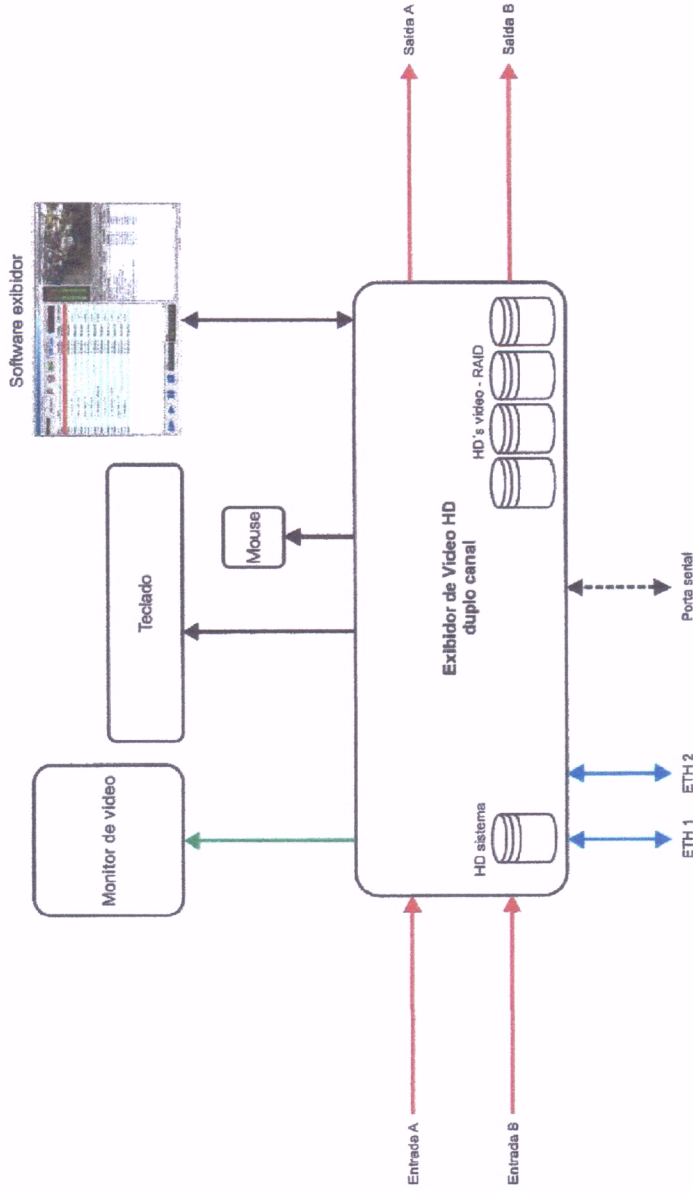 Software exibidor
Monitor de vídeo
Teclado
Mouse
Entrada A
Entrada B
Exibidor de Vídeo HD
duplo canal
HD sistema
HD's vídeo - RAID
Saída A
Saída B
ETH 1
ETH 2
Porta serial